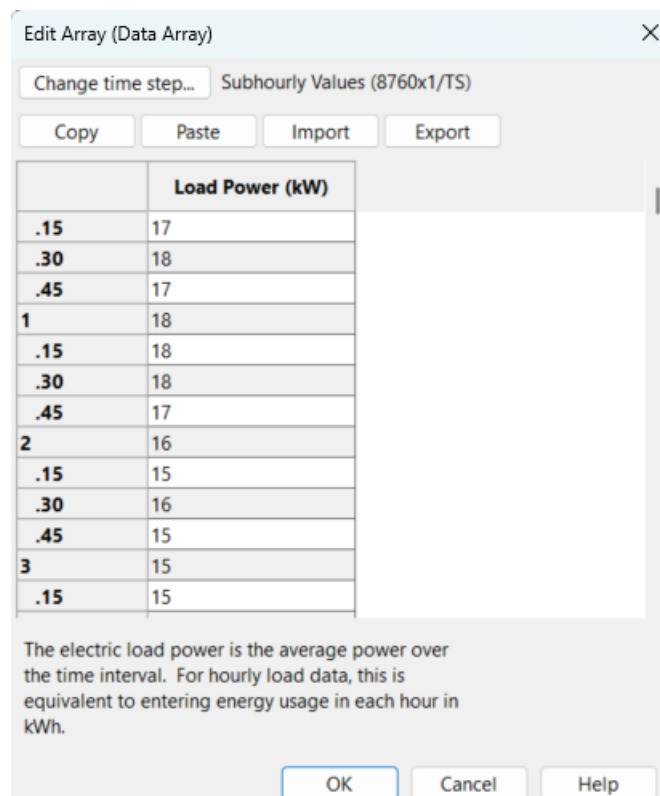 Edit Array (Data Array)
Change time step... Subhourly Values (8760x1/TS)
Copy Paste Import Export
Load Power (kW)
.15 17
.30 18
.45 17
1 18
.15 18
.30 18
.45 17
2 16
.15 15
.30 16
.45 15
3 15
.15 15
The electric load power is the average power over
the time interval. For hourly load data, this is
equivalent to entering energy usage in each hour in
kWh.
OK Cancel Help